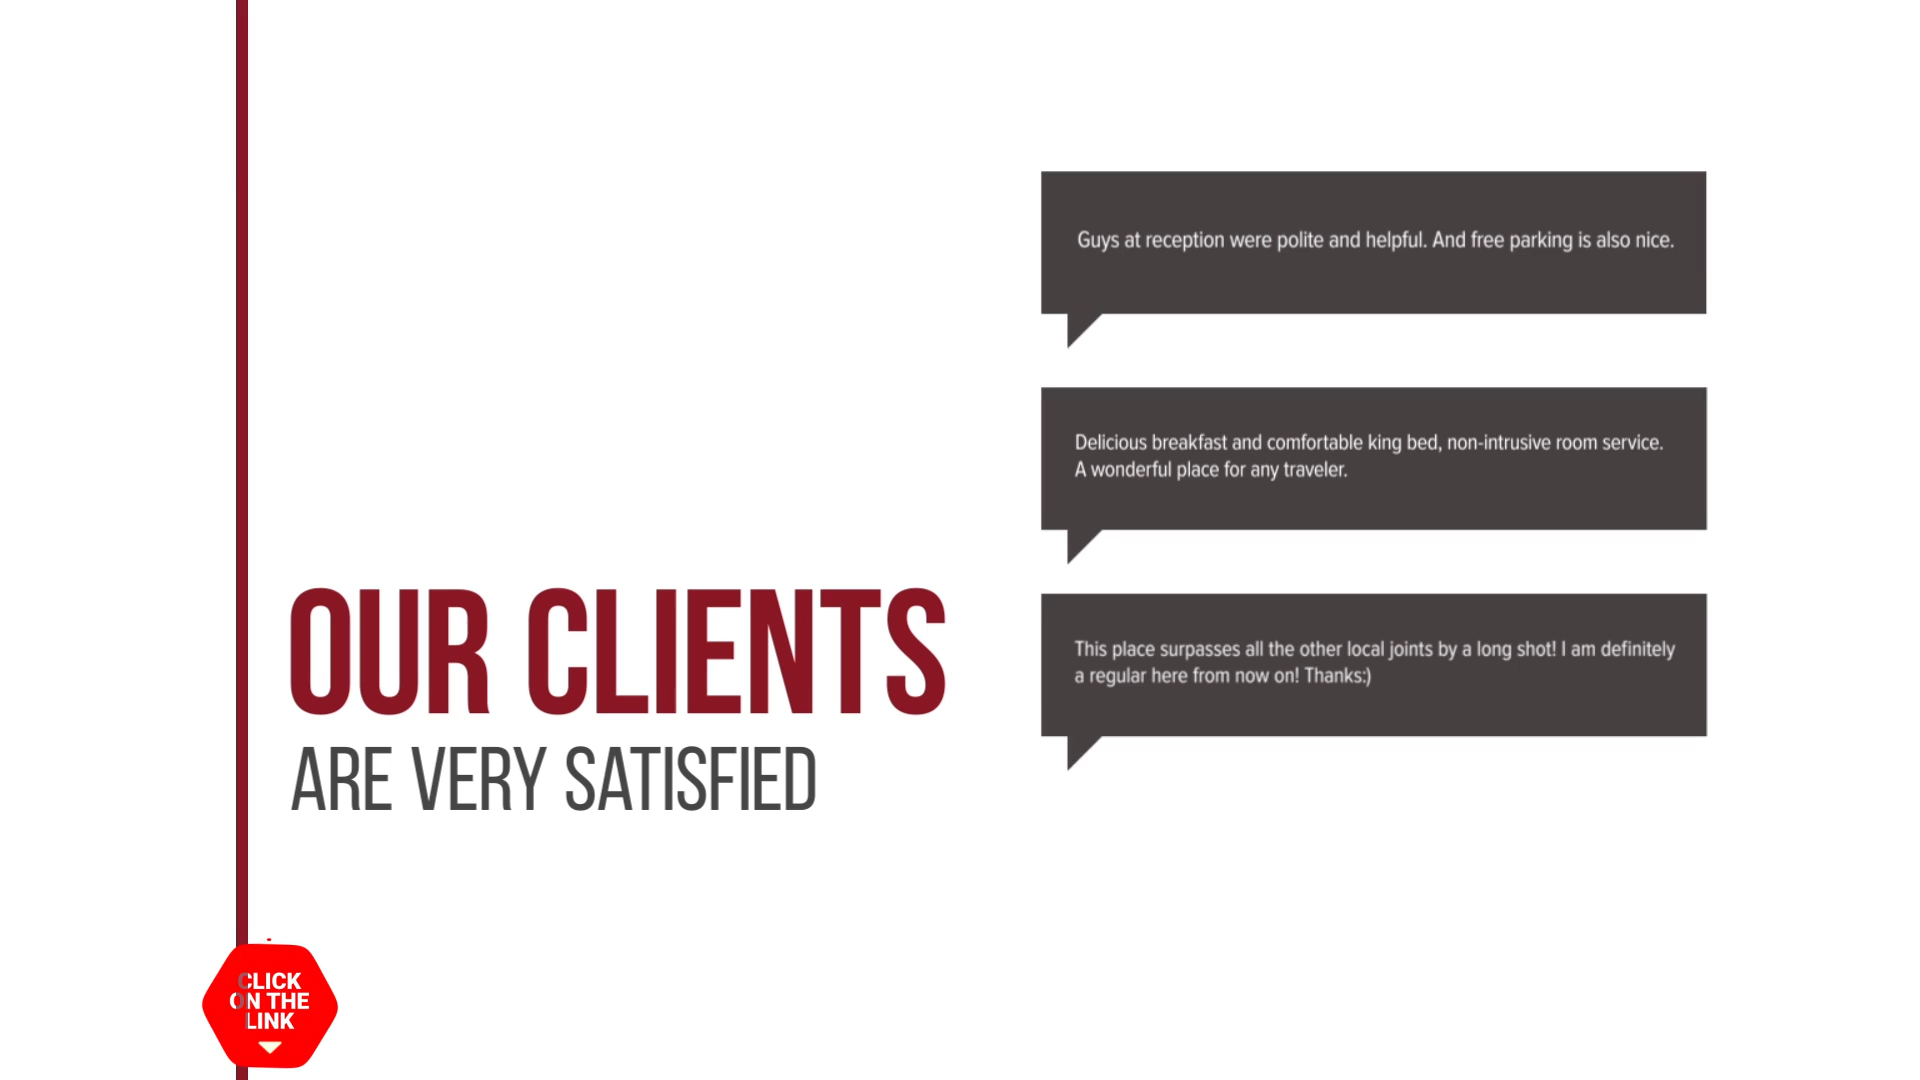 OUR CLIENTS
ARE VERY SATISFIED
Guys at reception were polite and helpful. And free parking is also nice.
Delicious breakfast and comfortable king bed, non-intrusive room service.
A wonderful place for any traveler.
This place surpasses all the other local joints by a long shot! I am definitely
a regular here from now on! Thanks:)
CLICK
ON THE
LINK